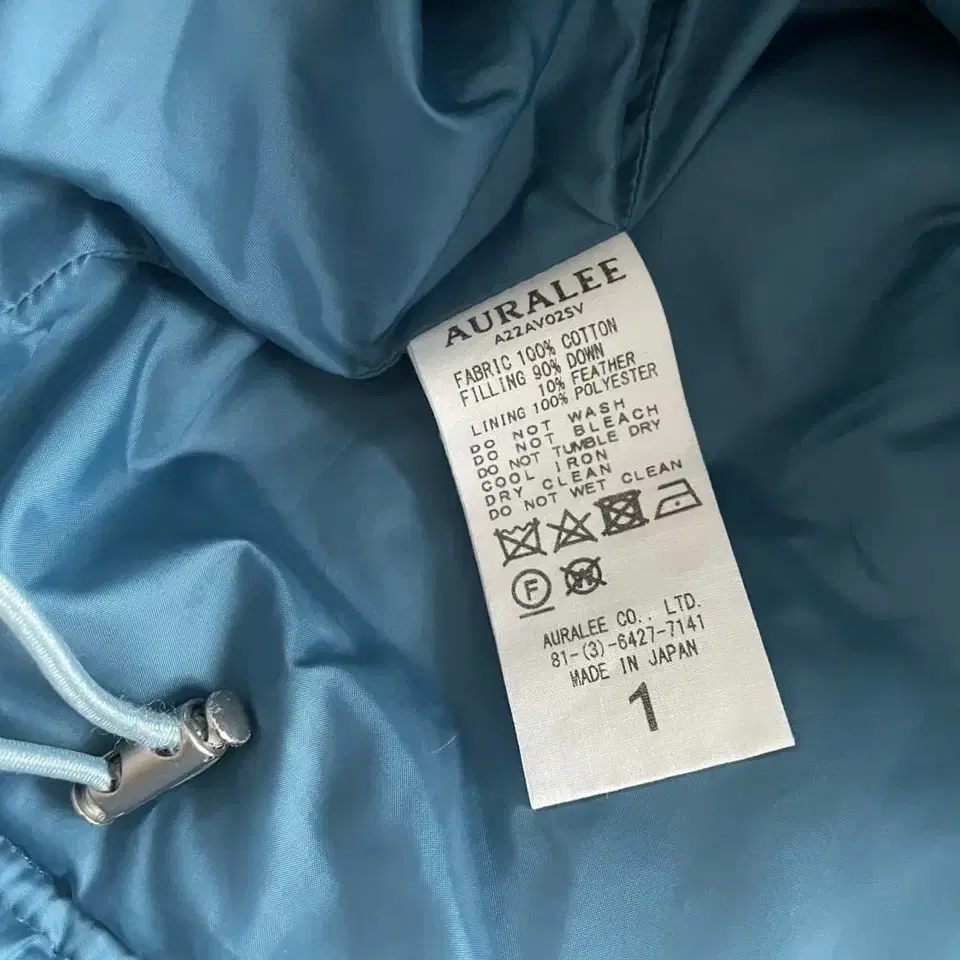 AURALEE
A22AV02SV
FABRIC 100% COTTON
FILLING 90% DOWN
10% FEATHER
LINING 100% POLYESTER
DO NOT WASH
DO NOT BLEACH
DO NOT TUMBLE DRY
COOL IRON
DRY CLEAN
DO NOT WET CLEAN
F
W
AURALEE CO., LTD.
81-(3)-6427-7141
MADE IN JAPAN
1